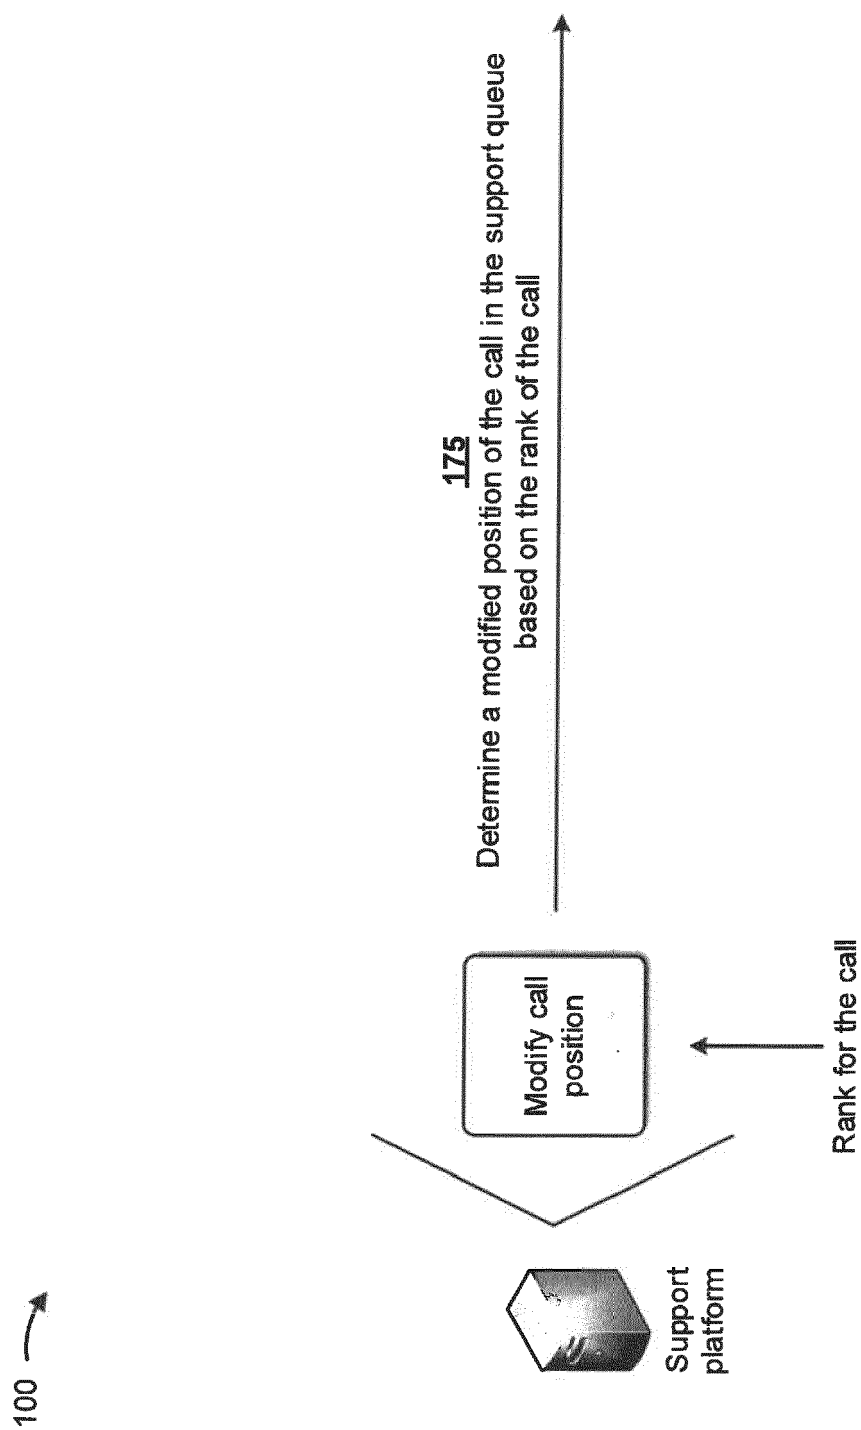 100
175
Determine a modified position of the call in the support queue
based on the rank of the call
Modify call
position
Support
platform
Rank for the call